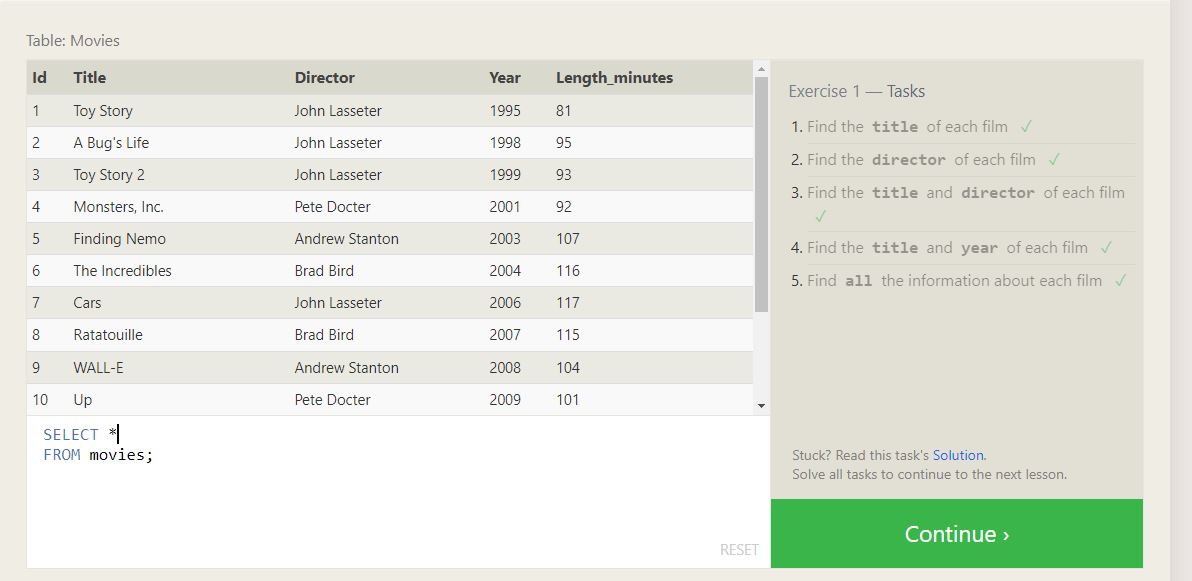 Table: Movies
Id Title Director Year Length_minutes
1 Toy Story John Lasseter 1995 81
2 A Bug's Life John Lasseter 1998 95
3 Toy Story 2 John Lasseter 1999 93
4 Monsters, Inc. Pete Docter 2001 92
5 Finding Nemo Andrew Stanton 2003 107
6 The Incredibles Brad Bird 2004 116
7 Cars John Lasseter 2006 117
8 Ratatouille Brad Bird 2007 115
9 WALL-E Andrew Stanton 2008 104
10 Up Pete Docter 2009 101
SELECT *
FROM movies;
RESET
Exercise 1 — Tasks
1. Find the title of each film ✓
2. Find the director of each film ✓
3. Find the title and director of each film
✓
4. Find the title and year of each film ✓
5. Find all the information about each film ✓
Stuck? Read this task's Solution.
Solve all tasks to continue to the next lesson.
Continue ›